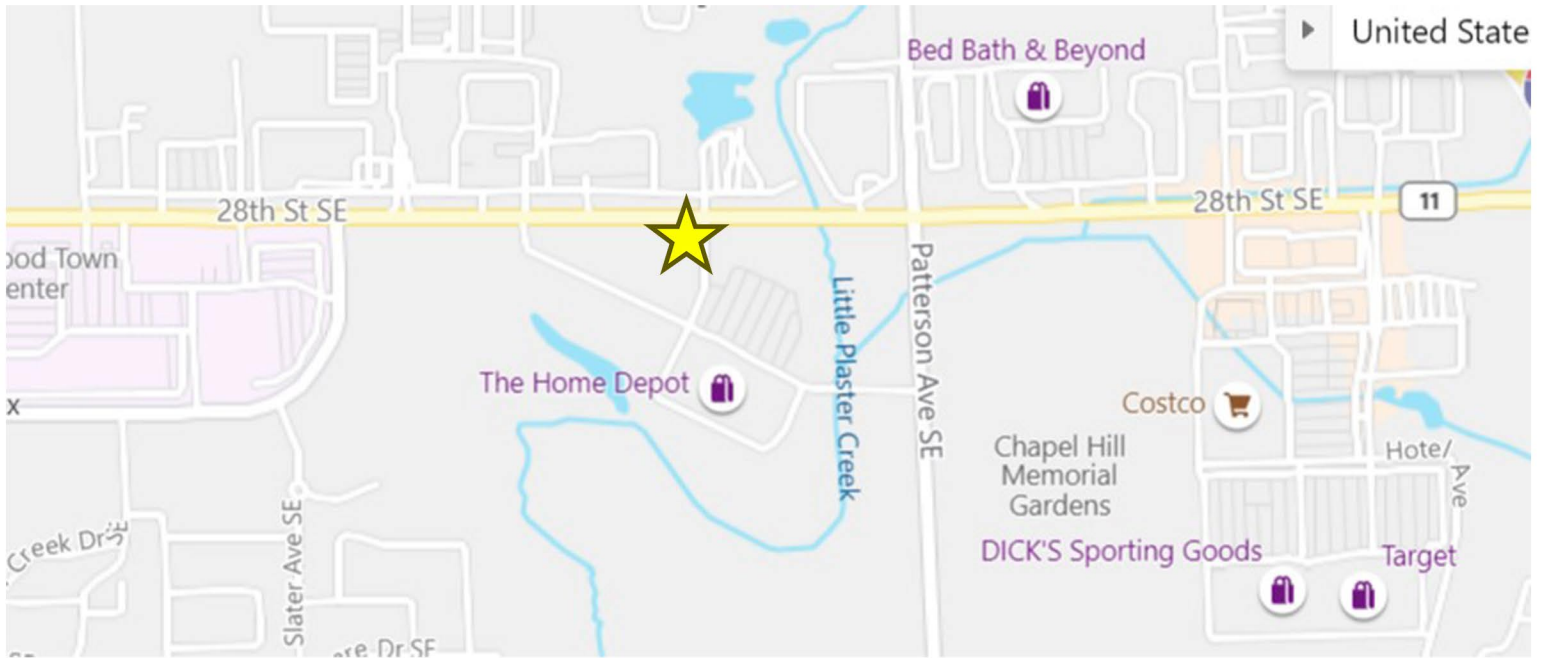 United State
Bed Bath & Beyond
28th St SE
28th St SE
11
ood Town
enter
Patterson Ave SE
Little Plaster Creek
The Home Depot
x
Costco
Chapel Hill
Memorial
Gardens
Hotel Ave
Creek Dr SE
Slater Ave SE
DICK'S Sporting Goods
Target
re Dr SE